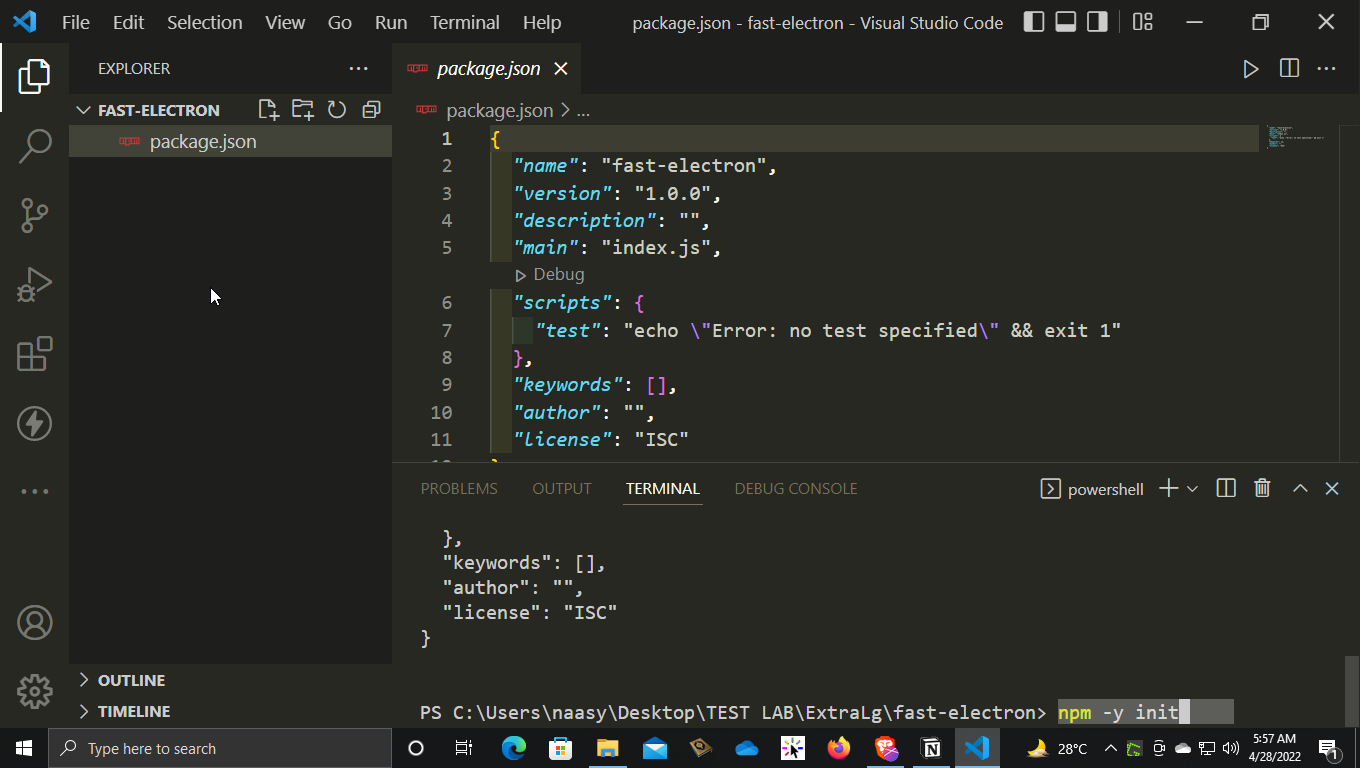 File Edit Selection View Go Run Terminal Help package.json - fast-electron - Visual Studio Code
EXPLORER
FAST-ELECTRON
package.json
OUTLINE
TIMELINE
package.json
package.json > ...
1 {
2 "name": "fast-electron",
3 "version": "1.0.0",
4 "description": "",
5 "main": "index.js",
Debug
6 "scripts": {
7 "test": "echo \"Error: no test specified\" && exit 1"
8 },
9 "keywords": [],
10 "author": "",
11 "license": "ISC"
PROBLEMS OUTPUT TERMINAL DEBUG CONSOLE powershell
},
"keywords": [],
"author": "",
"license": "ISC"
}
PS C:\Users\naasy\Desktop\TEST LAB\ExtraLg\fast-electron> npm -y init
Type here to search 28°C 5:57 AM
4/28/2022
1